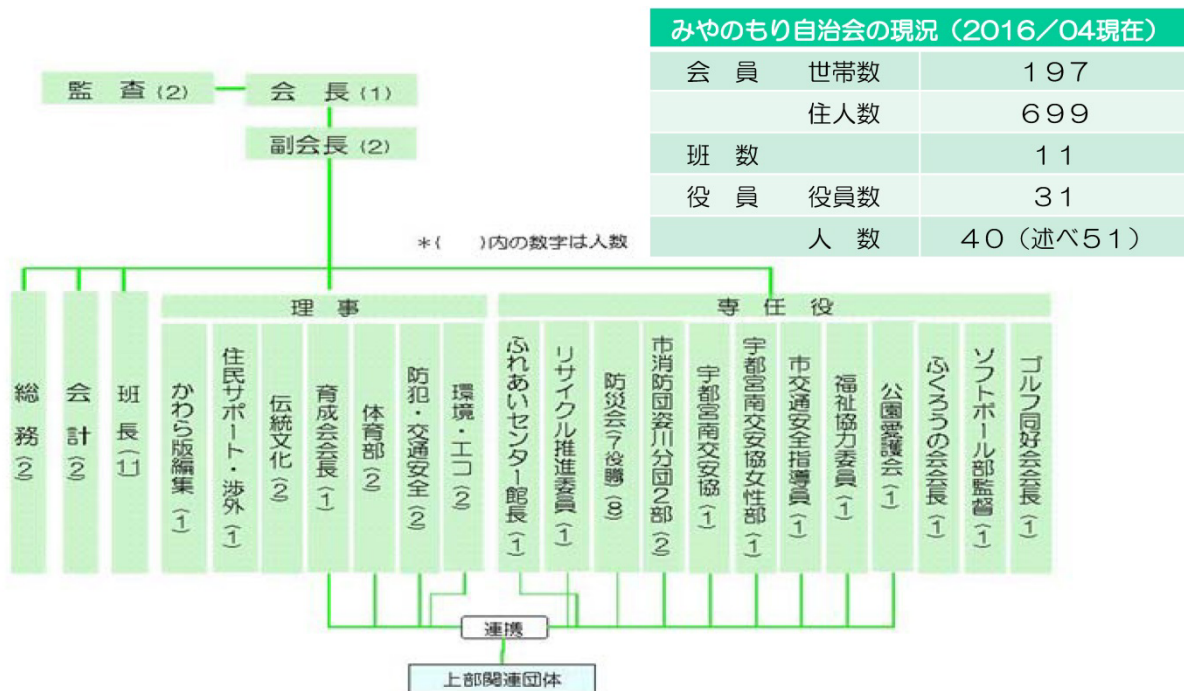 みやのもり自治会の現況（2016／04現在）
会　員　世帯数　197
住人数　699
班　数　11
役　員　役員数　31
人　数　40（述べ51）
監　査(2)
会　長(1)
副会長(2)
*(　　)内の数字は人数
総　務(2)
会　計(2)
班　長(11)
理　事
かわら版編集(1)
住民サポート・渉外(1)
伝統文化(2)
育成会会長(1)
体育部(2)
防犯・交通安全(2)
環境・エコ(2)
専　任　役
ふれあいセンター館長(1)
リサイクル推進委員(1)
防災会(7役職)(8)
市消防団姿川分団2部(2)
宇都宮南交安協(1)
宇都宮南交安協女性部(1)
市交通安全指導員(1)
福祉協力委員(1)
公園愛護会(1)
ふくろうの会会長(1)
ソフトボール部監督(1)
ゴルフ同好会会長(1)
連携
上部関連団体